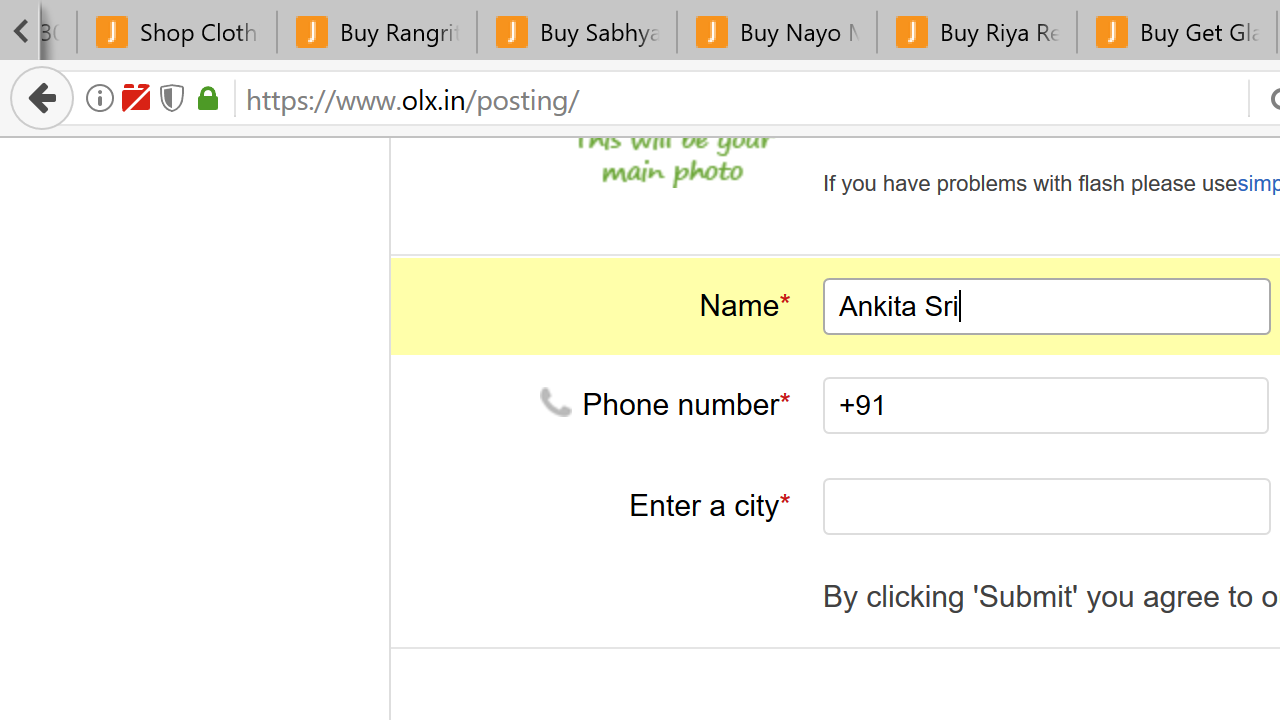 Shop Cloth
Buy Rangrit
Buy Sabhya
Buy Nayo
Buy Riya Re
Buy Get Gla
https://www.olx.in/posting/
This will be your
main photo
If you have problems with flash please usesimp
Name*
Ankita Sri
Phone number*
+91
Enter a city*
By clicking 'Submit' you agree to o